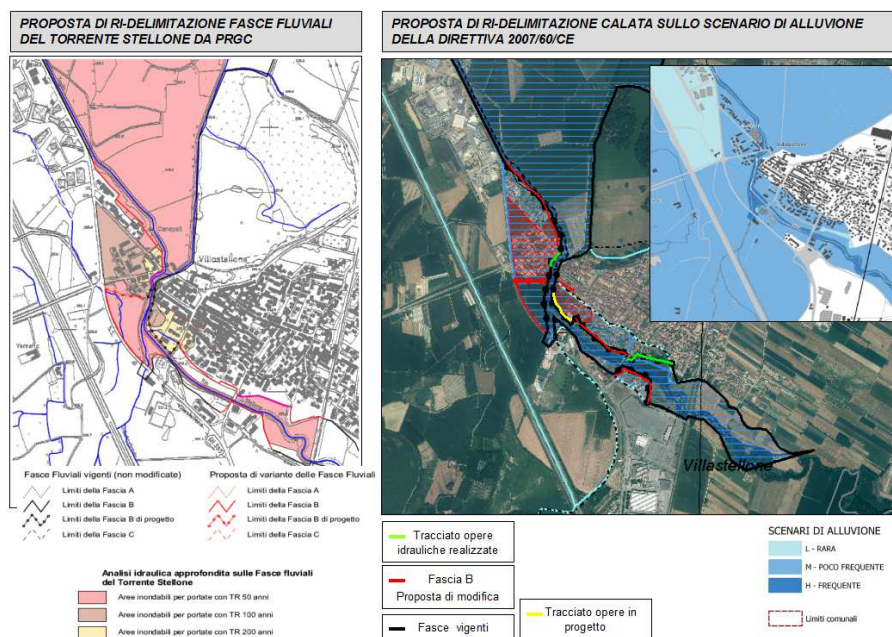 PROPOSTA DI RI-DELIMITAZIONE FASCE FLUVIALI
DEL TORRENTE STELLONE DA PRGC
PROPOSTA DI RI-DELIMITAZIONE CALATA SULLO SCENARIO DI ALLUVIONE
DELLA DIRETTIVA 2007/60/CE
Canapali
Villastellone
Villastellone
Villastellone
Fasce Fluviali vigenti (non modificate)
Limiti della Fascia A
Limiti della Fascia B
Limiti della Fascia B di progetto
Limiti della Fascia C
Proposta di variante delle Fasce Fluviali
Limiti della Fascia A
Limiti della Fascia B
Limiti della Fascia B di progetto
Limiti della Fascia C
Analisi idraulica approfondita sulle Fasce fluviali
del Torrente Stellone
Aree inondabili per portate con TR 50 anni
Aree inondabili per portate con TR 100 anni
Aree inondabili per portate con TR 200 anni
Tracciato opere
idrauliche realizzate
Fascia B
Proposta di modifica
Fasce vigenti
Tracciato opere in
progetto
SCENARI DI ALLUVIONE
L - RARA
M - POCO FREQUENTE
H - FREQUENTE
Limiti comunali